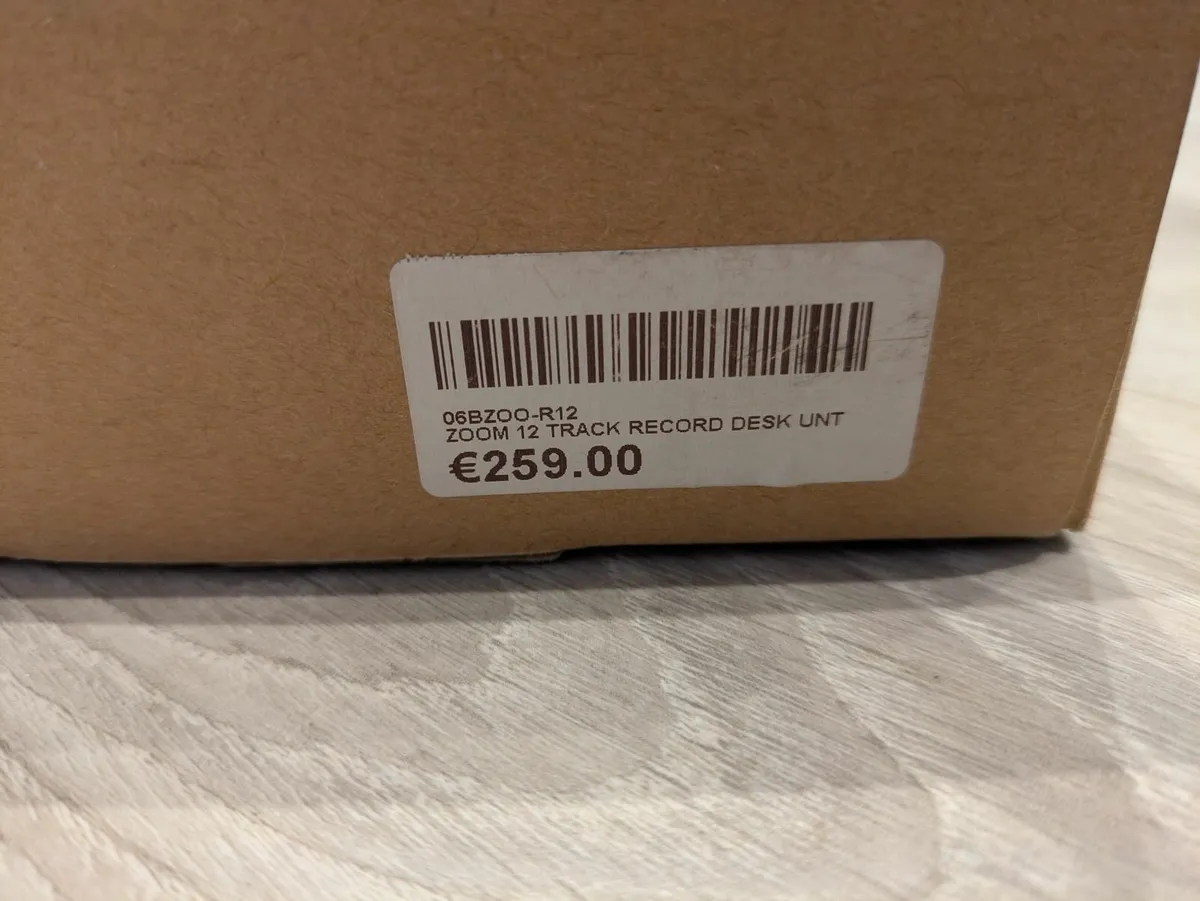 06BZOO-R12
ZOOM 12 TRACK RECORD DESK UNT
€259.00